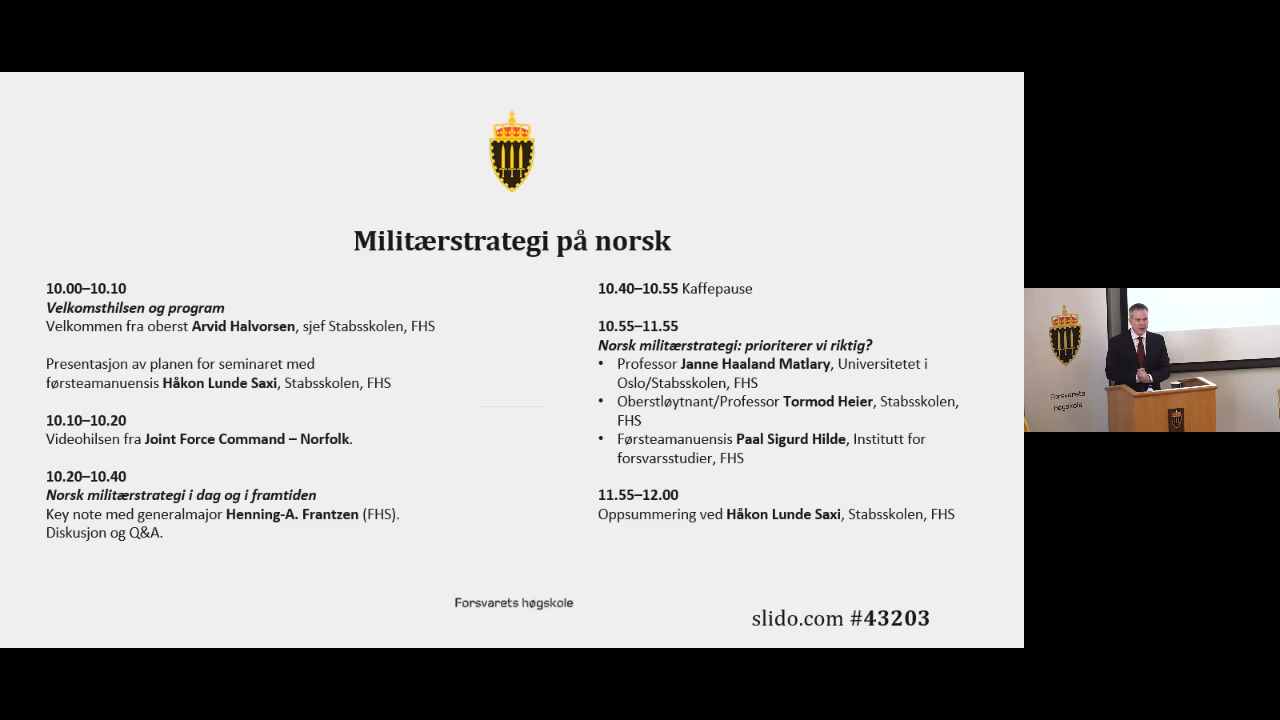 Militærstrategi på norsk
10.00–10.10
Velkomsthilsen og program
Velkommen fra oberst Arvid Halvorsen, sjef Stabsskolen, FHS
Presentasjon av planen for seminaret med
førsteamanuensis Håkon Lunde Saxi, Stabsskolen, FHS
10.10–10.20
Videohilsen fra Joint Force Command – Norfolk.
10.20–10.40
Norsk militærstrategi i dag og i framtiden
Key note med generalmajor Henning-A. Frantzen (FHS).
Diskusjon og Q&A.
10.40–10.55 Kaffepause
10.55–11.55
Norsk militærstrategi: prioriterer vi riktig?
• Professor Janne Haaland Matlary, Universitetet i
Oslo/Stabsskolen, FHS
• Oberstløytnant/Professor Tormod Heier, Stabsskolen,
FHS
• Førsteamanuensis Paal Sigurd Hilde, Institutt for
forsvarsstudier, FHS
11.55–12.00
Oppsummering ved Håkon Lunde Saxi, Stabsskolen, FHS
Forsvarets høgskole
slido.com #43203
Forsvarets
Høgskole